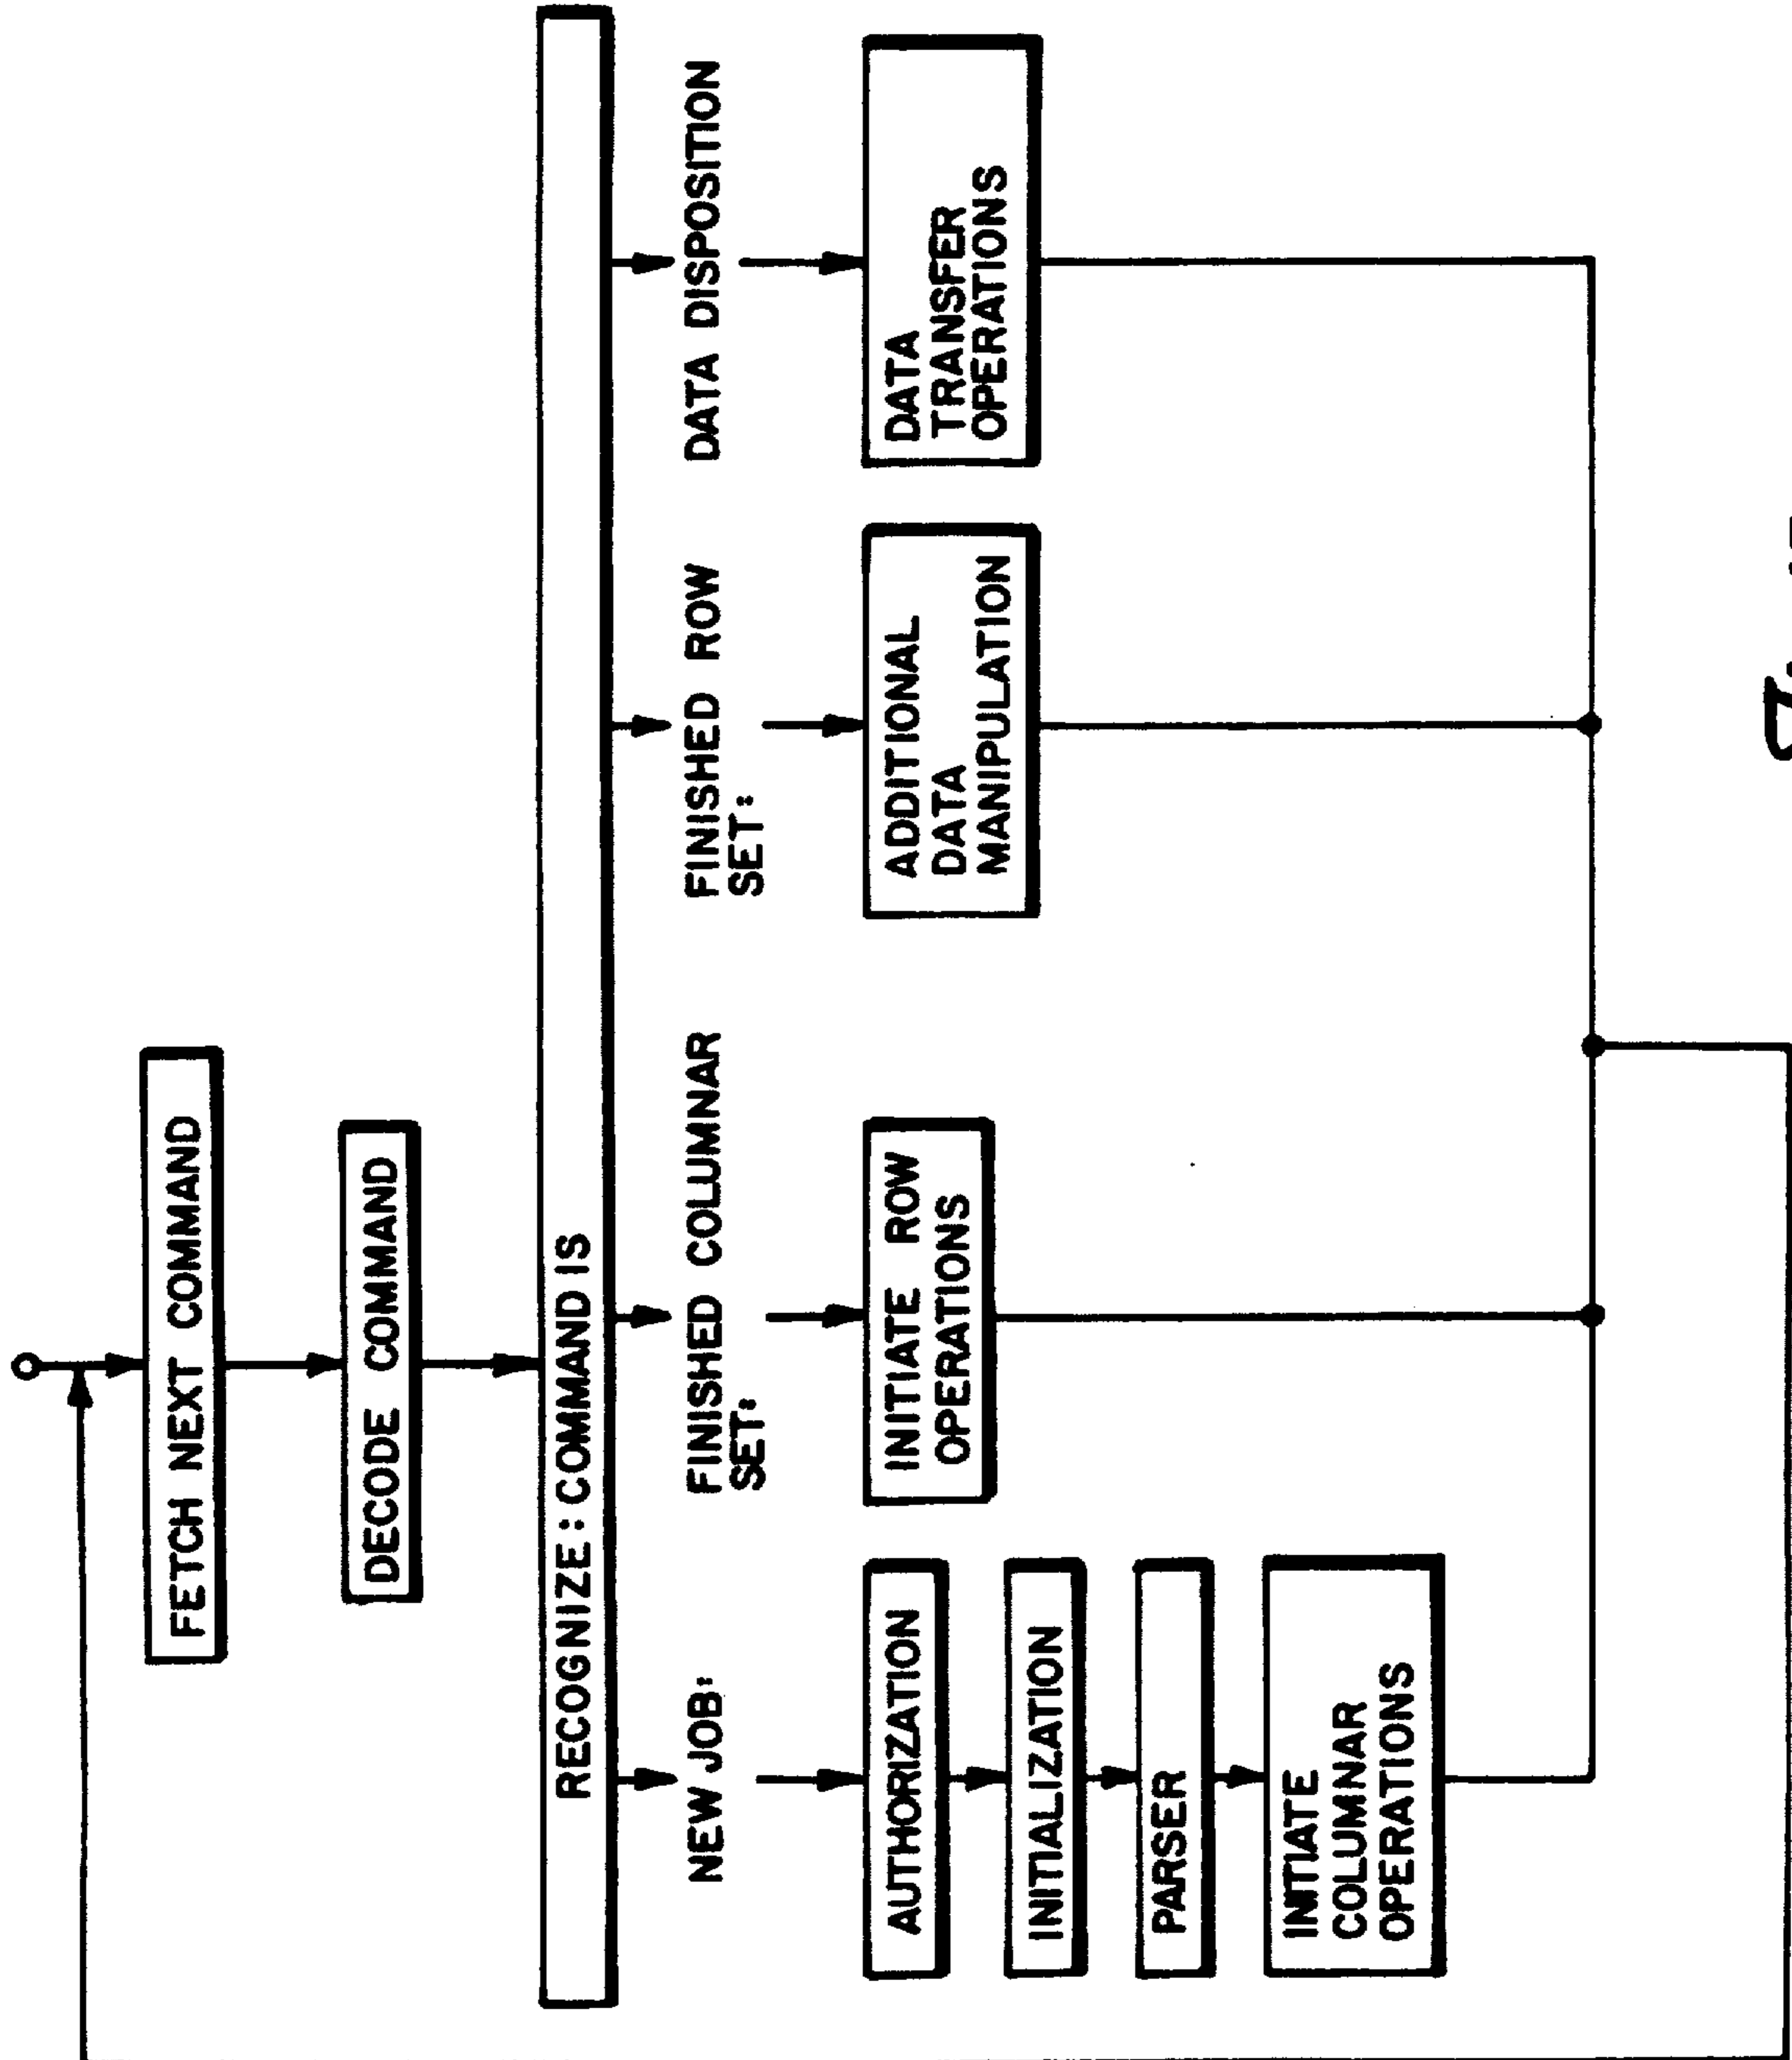 FETCH NEXT COMMAND
DECODE COMMAND
RECOGNIZE: COMMAND IS
NEW JOB:
FINISHED COLUMNAR
SET:
FINISHED ROW
SET:
DATA DISPOSITION
AUTHORIZATION
INITIALIZATION
PARSER
INITIATE
COLUMNAR
OPERATIONS
INITIATE ROW
OPERATIONS
ADDITIONAL
DATA
MANIPULATION
DATA
TRANSFER
OPERATIONS